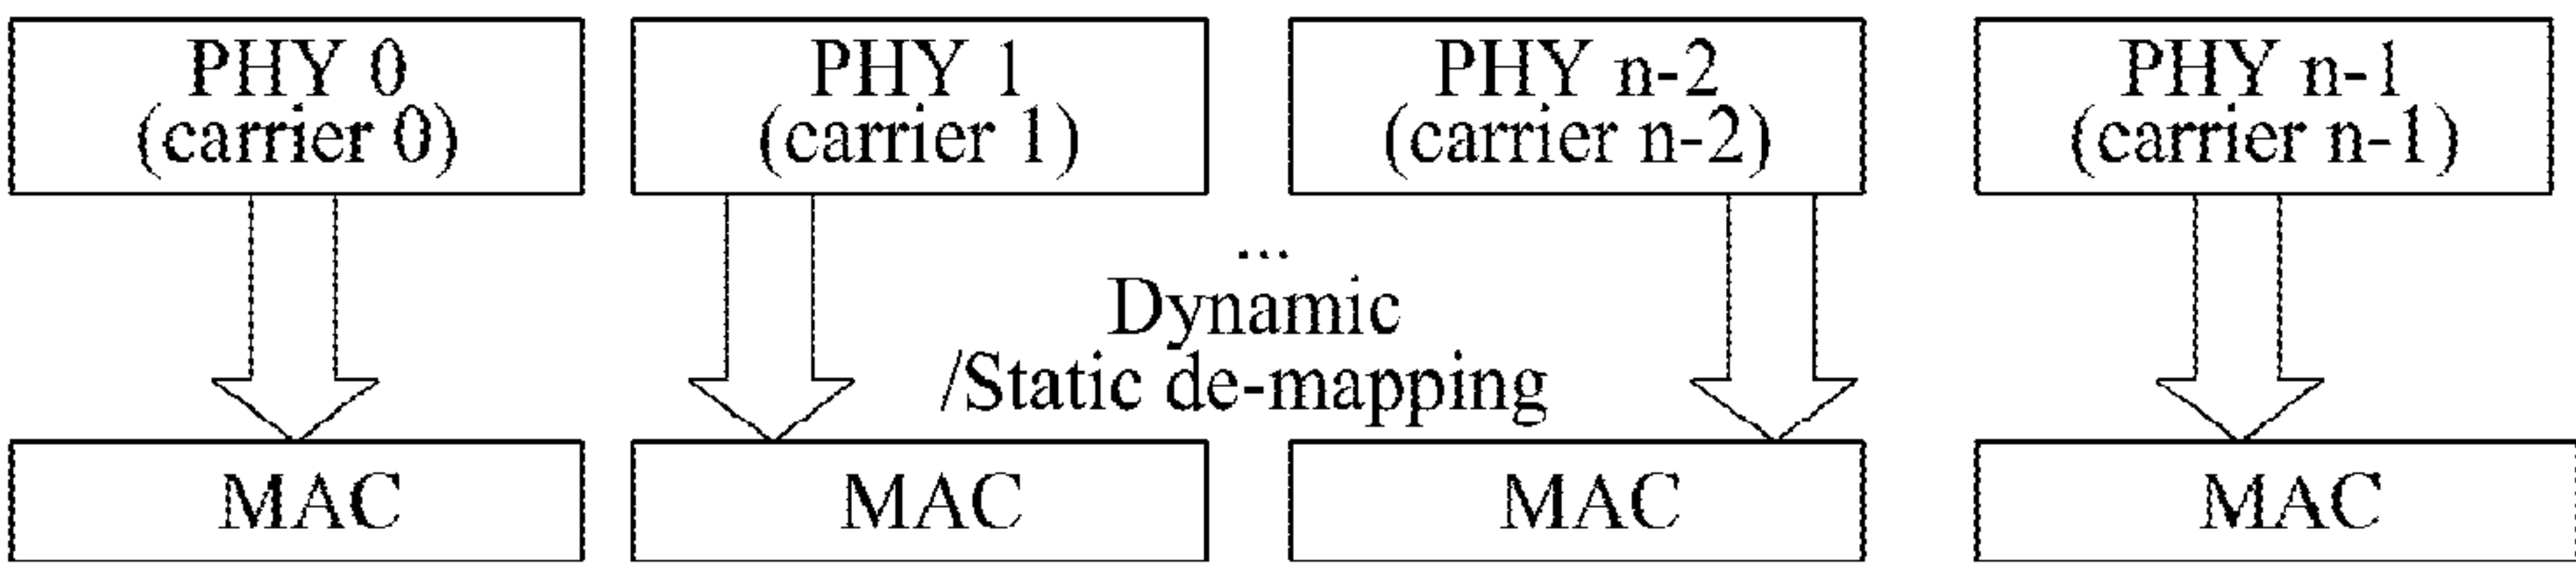 PHY 0
(carrier 0)
PHY 1
(carrier 1)
PHY n-2
(carrier n-2)
PHY n-1
(carrier n-1)
...
Dynamic
/Static de-mapping
MAC
MAC
MAC
MAC